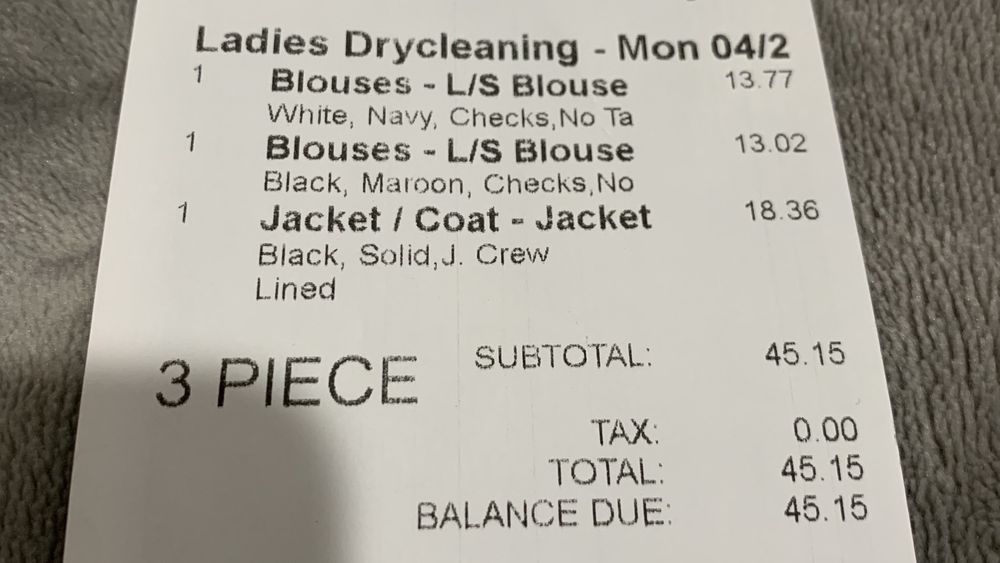 Ladies Drycleaning - Mon 04/2
1 Blouses - L/S Blouse 13.77
White, Navy, Checks,No Ta
1 Blouses - L/S Blouse 13.02
Black, Maroon, Checks,No
1 Jacket / Coat - Jacket 18.36
Black, Solid,J. Crew
Lined
3 PIECE SUBTOTAL: 45.15
TAX: 0.00
TOTAL: 45.15
BALANCE DUE: 45.15